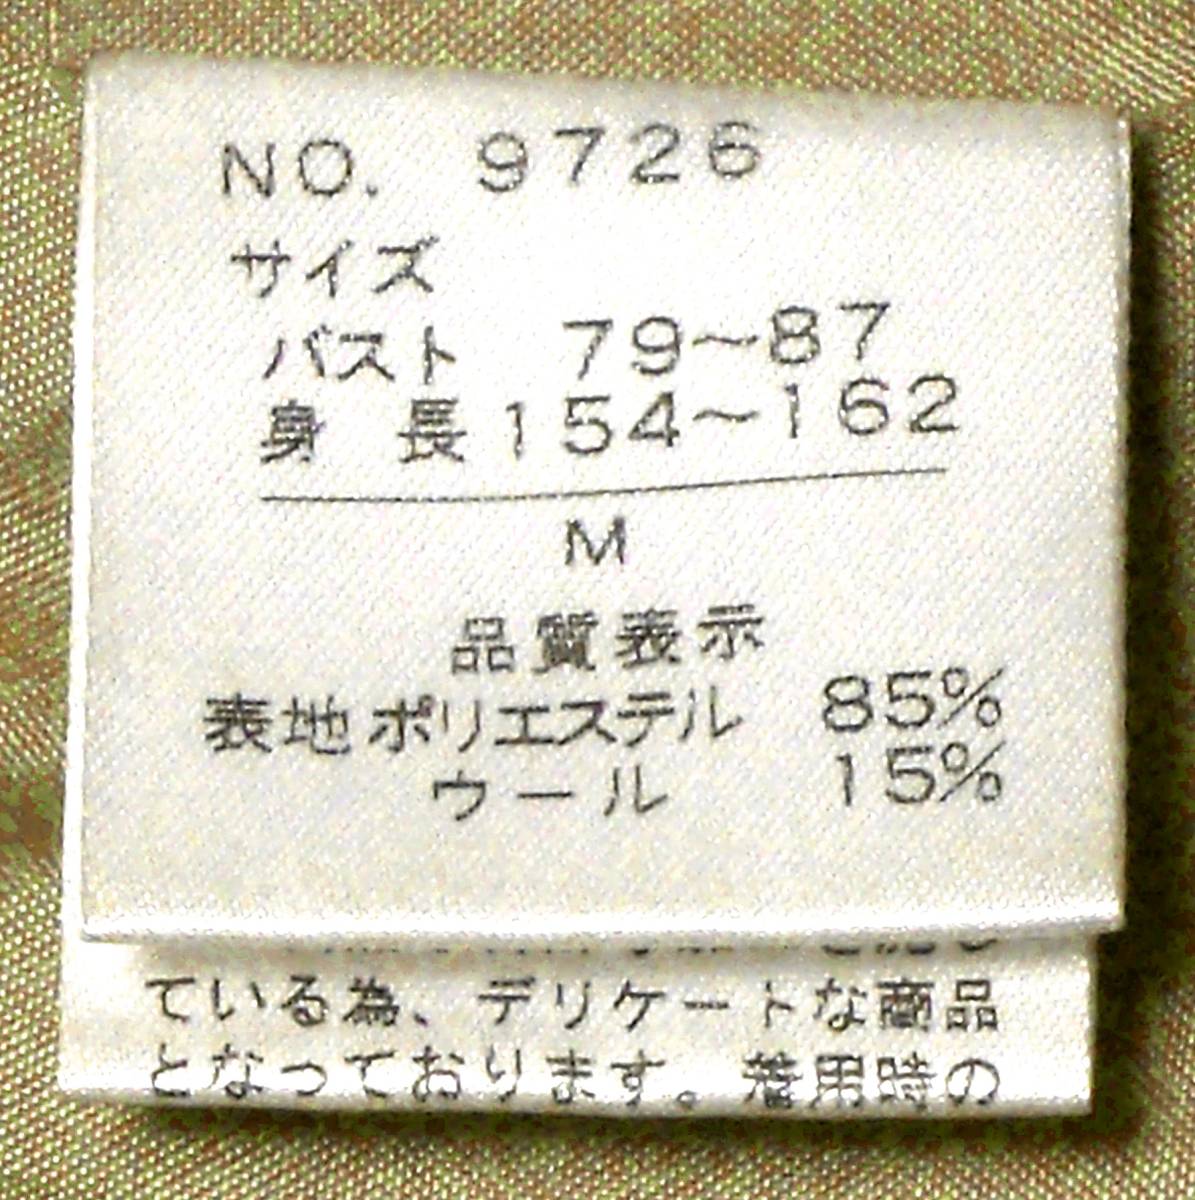 NO. 9726
サイズ
バスト 79~87
身 長 154~162
M
品質表示
表地 ポリエステル 85%
ウール 15%
ている為、デリケートな商品
となっております。着用時の